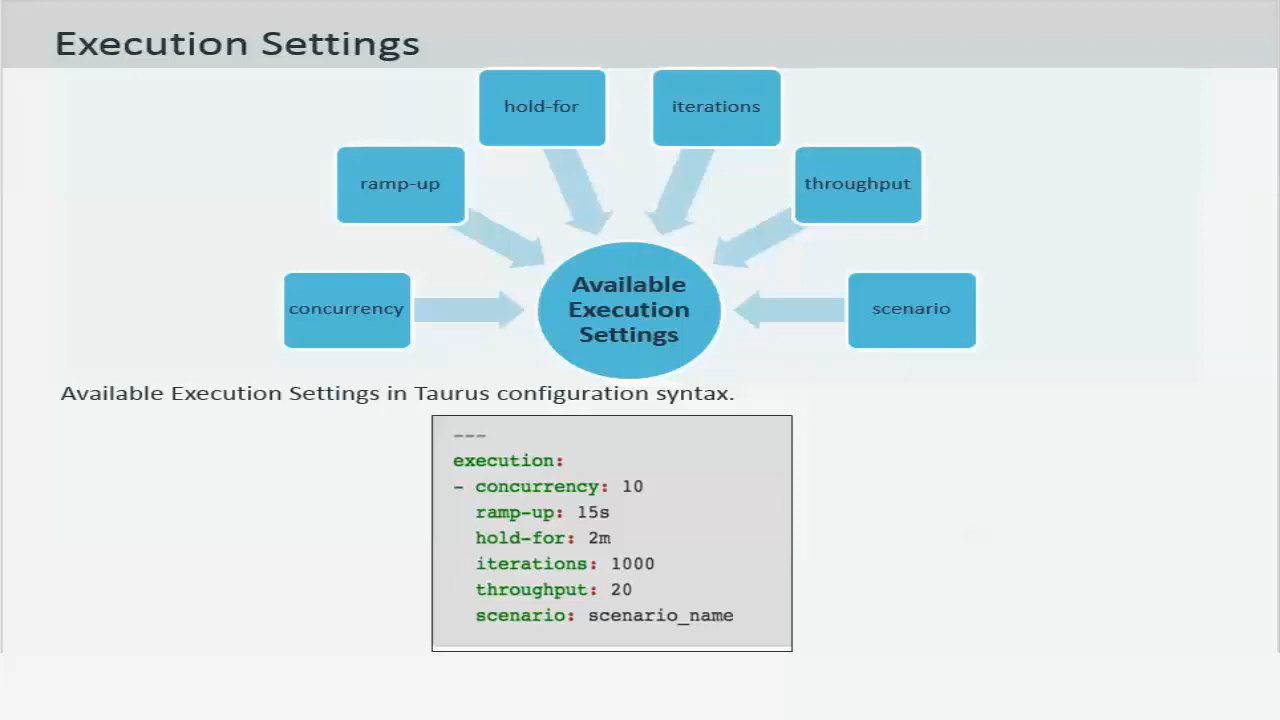 Execution Settings
hold-for
iterations
ramp-up
throughput
concurrency
Available
Execution
Settings
scenario
Available Execution Settings in Taurus configuration syntax.
---
execution:
- concurrency: 10
  ramp-up: 15s
  hold-for: 2m
  iterations: 1000
  throughput: 20
  scenario: scenario_name